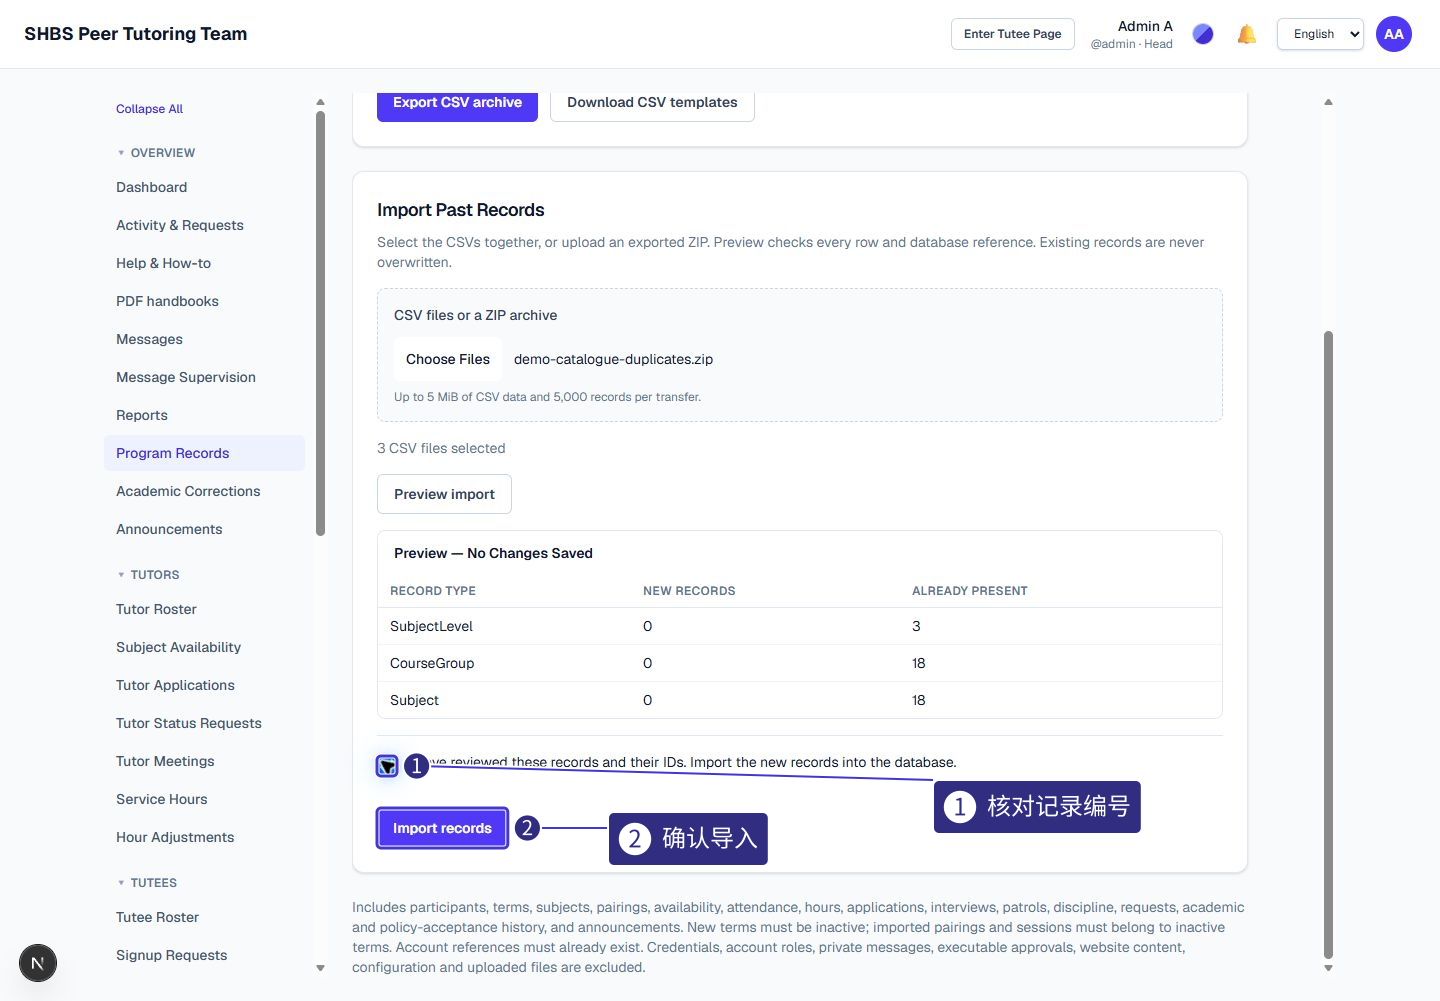 SHBS Peer Tutoring Team
Enter Tutee Page
Admin A
@admin · Head
English
AA
Collapse All
OVERVIEW
Dashboard
Activity & Requests
Help & How-to
PDF handbooks
Messages
Message Supervision
Reports
Program Records
Academic Corrections
Announcements
TUTORS
Tutor Roster
Subject Availability
Tutor Applications
Tutor Status Requests
Tutor Meetings
Service Hours
Hour Adjustments
TUTEES
Tutee Roster
Signup Requests
N
Export CSV archive
Download CSV templates
Import Past Records
Select the CSVs together, or upload an exported ZIP. Preview checks every row and database reference. Existing records are never
overwritten.
CSV files or a ZIP archive
Choose Files
demo-catalogue-duplicates.zip
Up to 5 MiB of CSV data and 5,000 records per transfer.
3 CSV files selected
Preview import
Preview — No Changes Saved
RECORD TYPE NEW RECORDS ALREADY PRESENT
SubjectLevel 0 3
CourseGroup 0 18
Subject 0 18
1
reviewed these records and their IDs. Import the new records into the database.
1 核对记录编号
Import records
2
2 确认导入
Includes participants, terms, subjects, pairings, availability, attendance, hours, applications, interviews, patrols, discipline, requests, academic
and policy-acceptance history, and announcements. New terms must be inactive; imported pairings and sessions must belong to inactive
terms. Account references must already exist. Credentials, account roles, private messages, executable approvals, website content,
configuration and uploaded files are excluded.